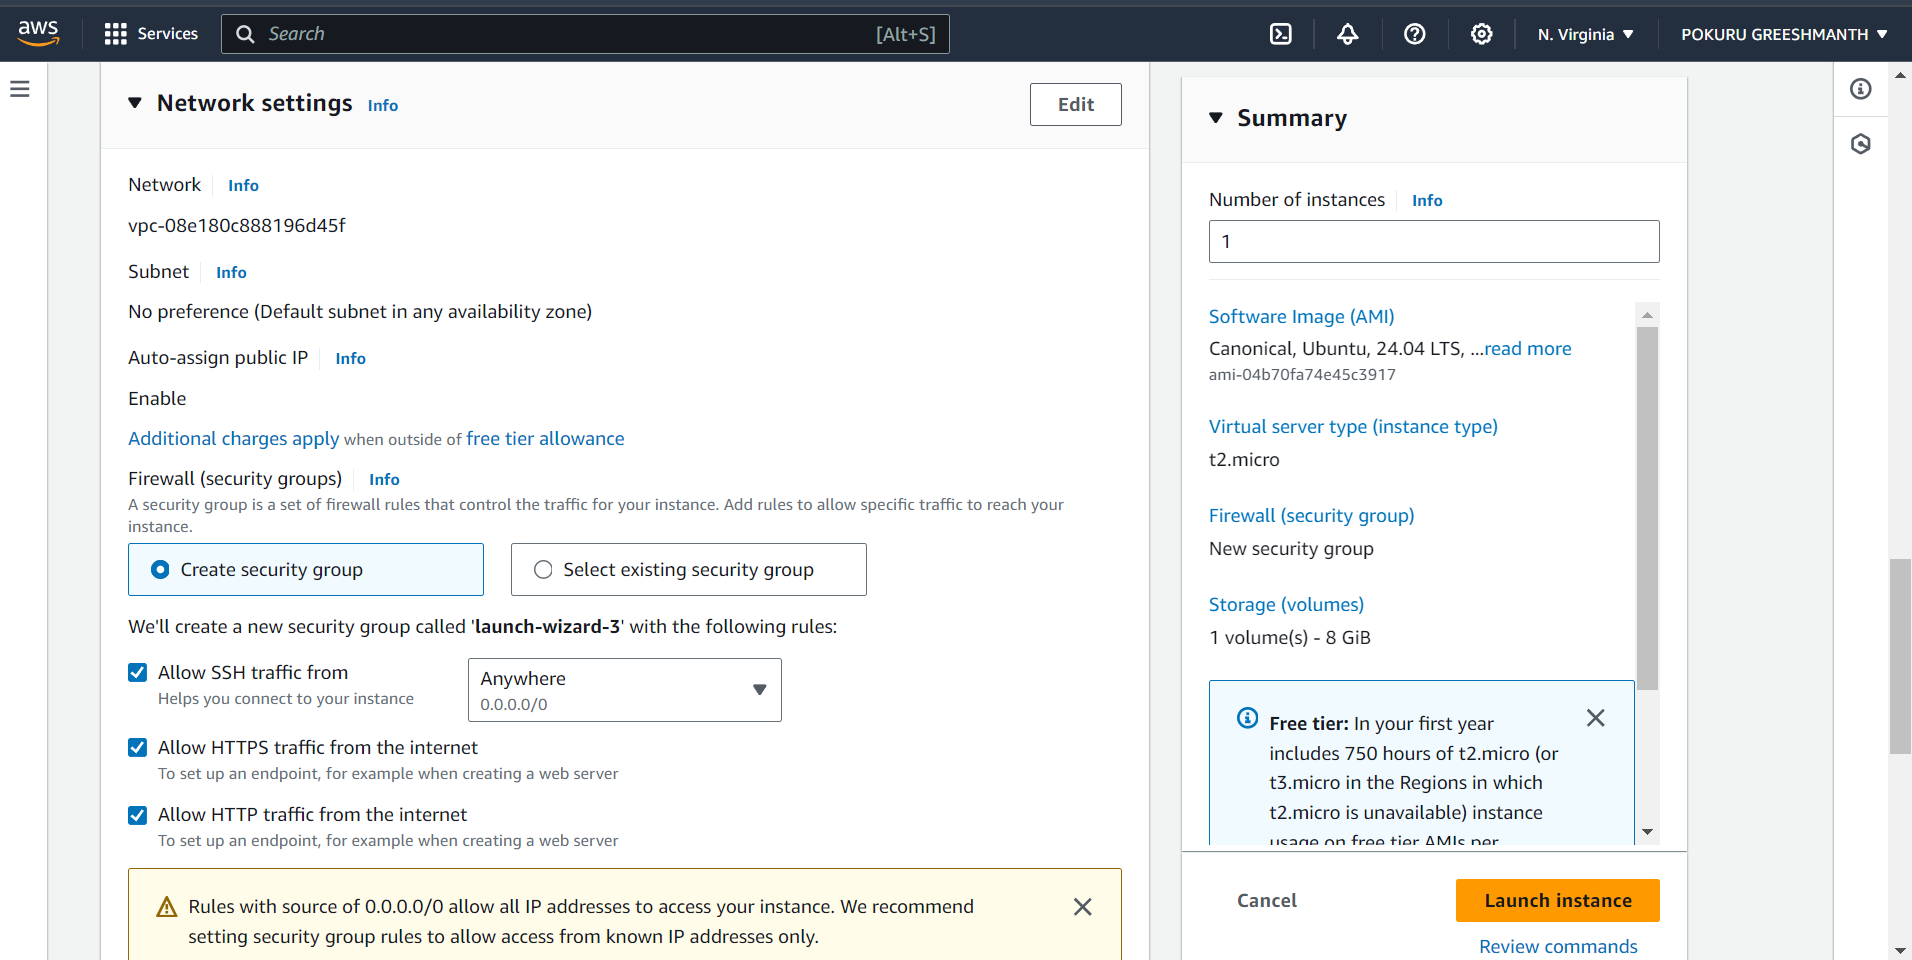 aws
Services
Search
[Alt+S]
N. Virginia
POKURU GREESHMANTH
Network settings Info
Edit
Network Info
vpc-08e180c888196d45f
Subnet Info
No preference (Default subnet in any availability zone)
Auto-assign public IP Info
Enable
Additional charges apply when outside of free tier allowance
Firewall (security groups) Info
A security group is a set of firewall rules that control the traffic for your instance. Add rules to allow specific traffic to reach your
instance.
Create security group
Select existing security group
We'll create a new security group called 'launch-wizard-3' with the following rules:
Allow SSH traffic from
Helps you connect to your instance
Anywhere
0.0.0.0/0
Allow HTTPS traffic from the internet
To set up an endpoint, for example when creating a web server
Allow HTTP traffic from the internet
To set up an endpoint, for example when creating a web server
Rules with source of 0.0.0.0/0 allow all IP addresses to access your instance. We recommend
setting security group rules to allow access from known IP addresses only.
Summary
Number of instances Info
1
Software Image (AMI)
Canonical, Ubuntu, 24.04 LTS, ...read more
ami-04b70fa74e45c3917
Virtual server type (instance type)
t2.micro
Firewall (security group)
New security group
Storage (volumes)
1 volume(s) - 8 GiB
Free tier: In your first year
includes 750 hours of t2.micro (or
t3.micro in the Regions in which
t2.micro is unavailable) instance
usage on free tier AMIs per
Cancel
Launch instance
Review commands